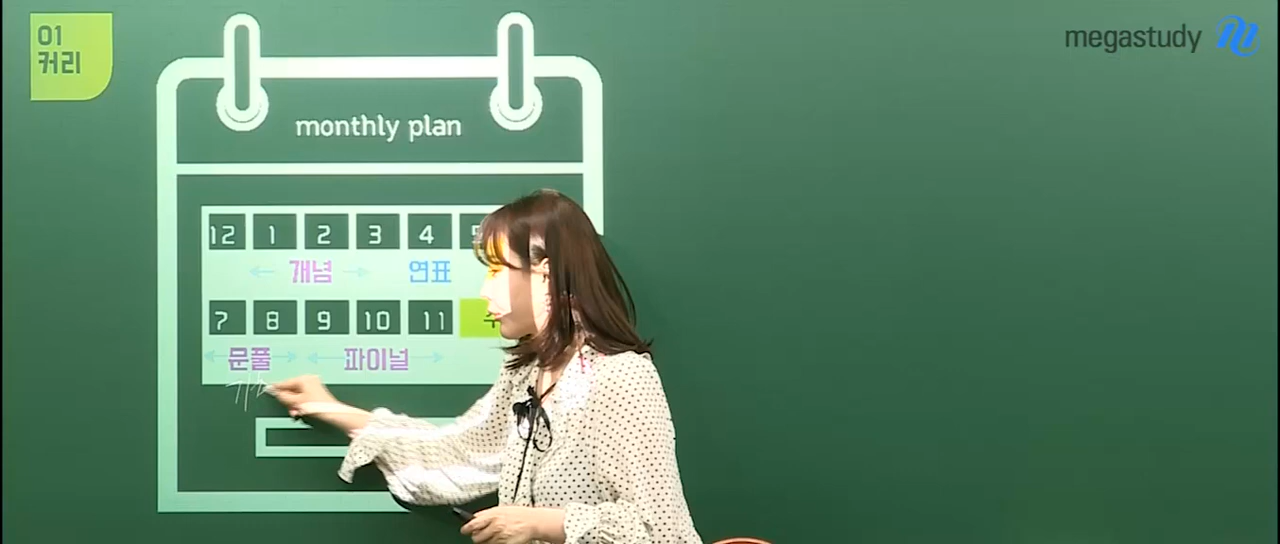 01
커리
megastudy
monthly plan
12 1 2 3 4
개념 연표
7 8 9 10 11
문풀 파이널